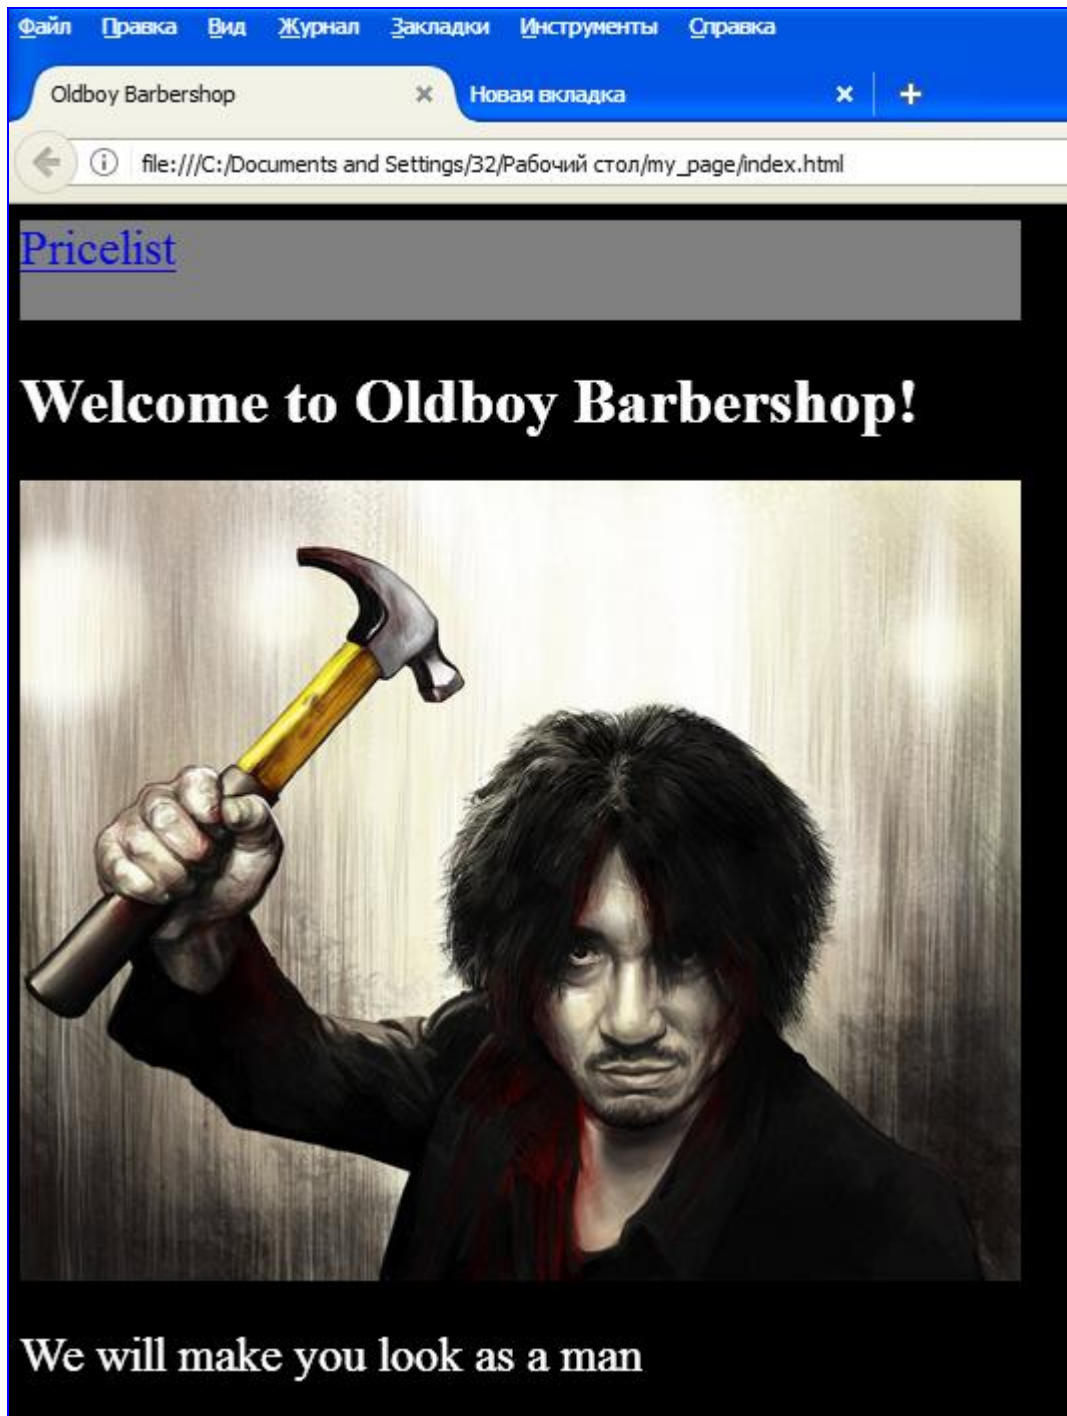 Файл Правка Вид Журнал Закладки Инструменты Справка
Oldboy Barbershop Новая вкладка
file:///C:/Documents and Settings/32/Рабочий стол/my_page/index.html
Pricelist
Welcome to Oldboy Barbershop!
We will make you look as a man